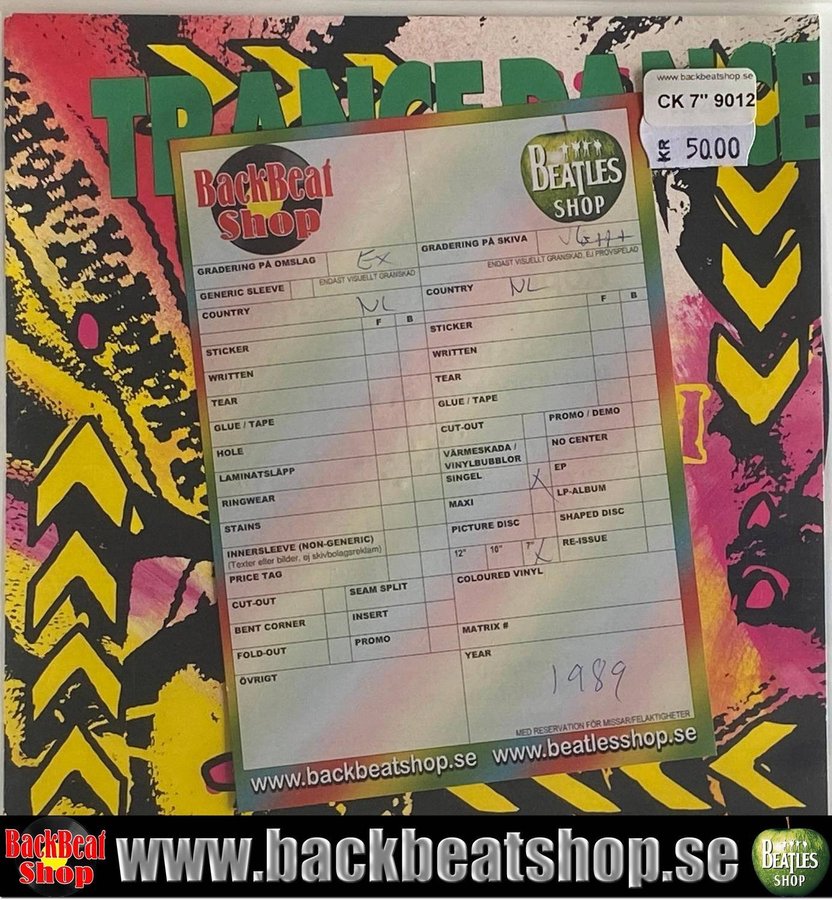 TRANCE DANCE
www.backbeatshop.se
CK 7" 9012
KR 50.00
BackBeat
Shop
BEATLES
SHOP
GRADERING PÅ OMSLAG EX
ENDAST VISUELLT GRANSKAD
GENERIC SLEEVE
COUNTRY NL
F B
STICKER
WRITTEN
TEAR
GLUE / TAPE
HOLE
LAMINATSLÄPP
RINGWEAR
STAINS
INNERSLEEVE (NON-GENERIC)
(Texter eller bilder, ej skivbolagsreklam)
PRICE TAG
CUT-OUT SEAM SPLIT
BENT CORNER INSERT
FOLD-OUT PROMO
ÖVRIGT
GRADERING PÅ SKIVA VG+++
ENDAST VISUELLT GRANSKAD, EJ PROVSPELAD
COUNTRY NL
F B
STICKER
WRITTEN
TEAR
GLUE / TAPE
CUT-OUT PROMO / DEMO
VÄRMESKADA /
VINYLBUBBLOR NO CENTER
SINGEL X EP
MAXI LP-ALBUM
PICTURE DISC SHAPED DISC
12" 10" 7" X RE-ISSUE
COLOURED VINYL
MATRIX #
YEAR
1989
MED RESERVATION FÖR MISSAR/FELAKTIGHETER
www.backbeatshop.se www.beatlesshop.se
BackBeat
Shop
www.backbeatshop.se
BEATLES
SHOP